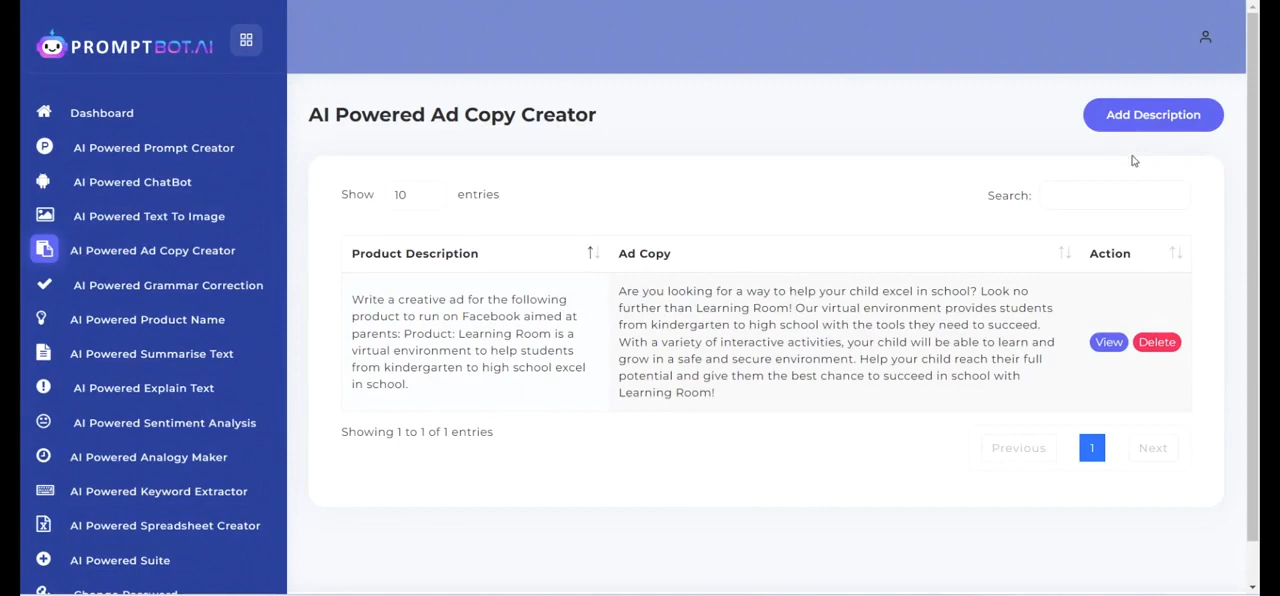 PROMPTBOT.AI
Dashboard
AI Powered Prompt Creator
AI Powered ChatBot
AI Powered Text To Image
AI Powered Ad Copy Creator
AI Powered Grammar Correction
AI Powered Product Name
AI Powered Summarise Text
AI Powered Explain Text
AI Powered Sentiment Analysis
AI Powered Analogy Maker
AI Powered Keyword Extractor
AI Powered Spreadsheet Creator
AI Powered Suite
Change Password
AI Powered Ad Copy Creator
Add Description
Show 10 entries
Search:
Product Description
Ad Copy
Action
Write a creative ad for the following
product to run on Facebook aimed at
parents: Product: Learning Room is a
virtual environment to help students
from kindergarten to high school excel
in school.
Are you looking for a way to help your child excel in school? Look no
further than Learning Room! Our virtual environment provides students
from kindergarten to high school with the tools they need to succeed.
With a variety of interactive activities, your child will be able to learn and
grow in a safe and secure environment. Help your child reach their full
potential and give them the best chance to succeed in school with
Learning Room!
View
Delete
Showing 1 to 1 of 1 entries
Previous
1
Next